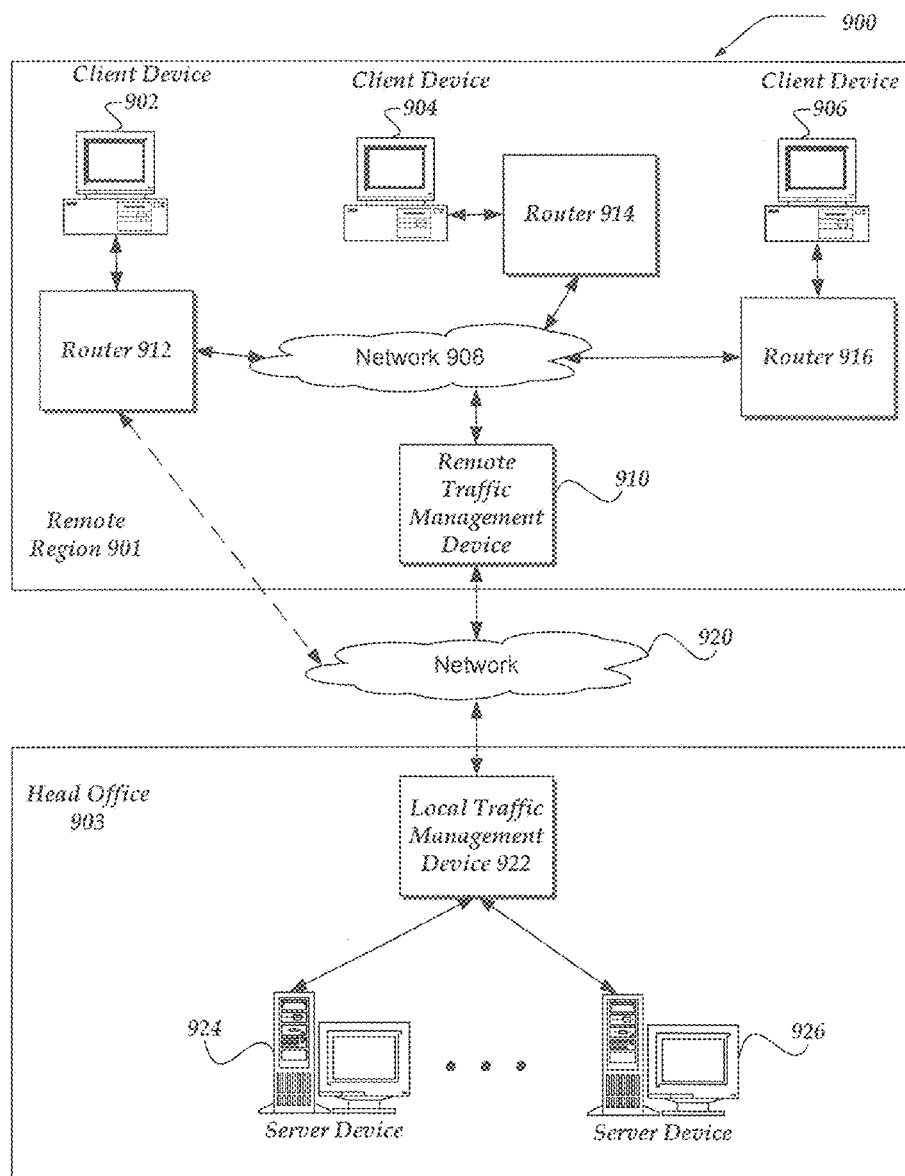 900
Client Device
902
Client Device
904
Client Device
906
Router 914
Router 912
Network 908
Router 916
Remote
Traffic
Management
Device
910
Remote
Region 901
Network
920
Head Office
903
Local Traffic
Management
Device 922
924
926
Server Device
Server Device